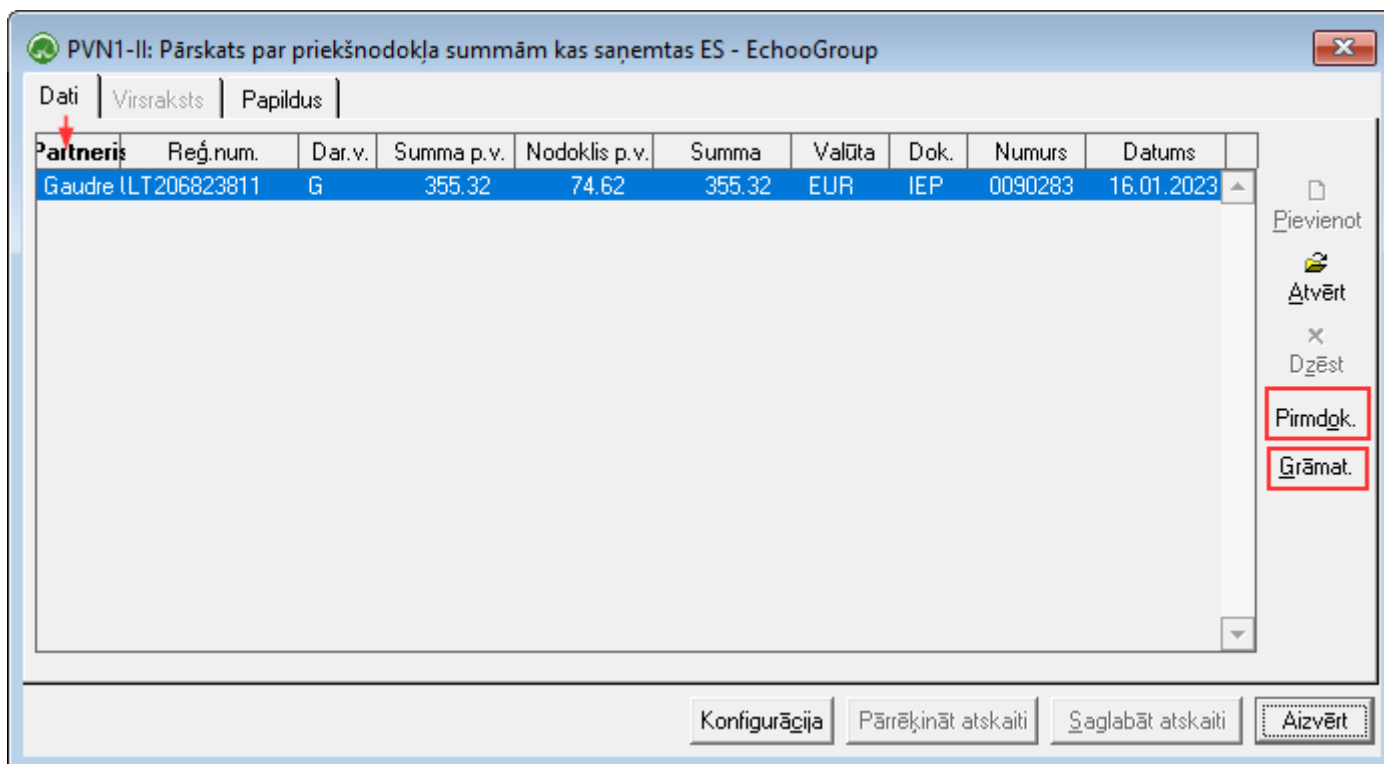 PVN1-II: Pārskats par priekšnodokļa summām kas saņemtas ES - EchooGroup
Dati Virsraksts Papildus
Partneris Reģ.num. Dar.v. Summa p.v. Nodoklis p.v. Summa Valūta Dok. Numurs Datums
Gaudre LT206823811 G 355.32 74.62 355.32 EUR IEP 0090283 16.01.2023
Pievienot
Atvērt
Dzēst
Pirmdok.
Grāmat.
Konfigurācija Pārrēķināt atskaiti Saglabāt atskaiti Aizvērt